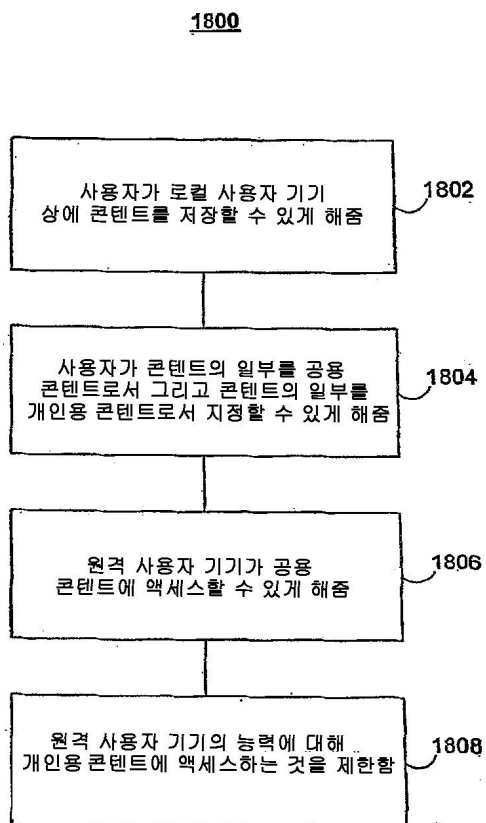 1800
사용자가 로컬 사용자 기기
상에 콘텐트를 저장할 수 있게 해줌
1802
사용자가 콘텐트의 일부를 공용
콘텐트로서 그리고 콘텐트의 일부를
개인용 콘텐트로서 지정할 수 있게 해줌
1804
원격 사용자 기기가 공용
콘텐트에 액세스할 수 있게 해줌
1806
원격 사용자 기기의 능력에 대해
개인용 콘텐트에 액세스하는 것을 제한함
1808